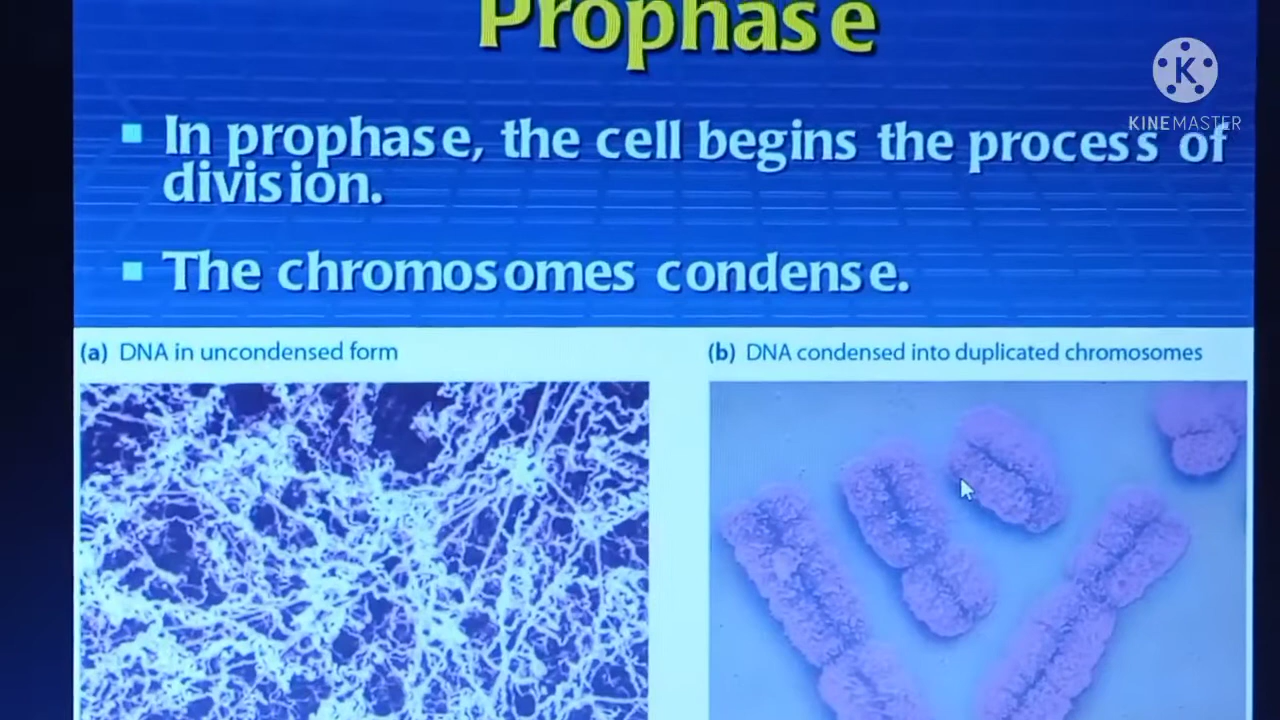 Prophase
KINEMASTER
In prophase, the cell begins the process of
division.
The chromosomes condense.
(a) DNA in uncondensed form
(b) DNA condensed into duplicated chromosomes